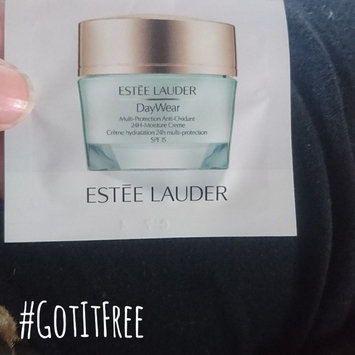 ESTĒE LAUDER
DayWear
Multi-Protection Anti-Oxidant
24H-Moisture Creme
Crème hydratation 24h multi-protection
SPF 15
ESTĒE LAUDER
#GOTITFREE